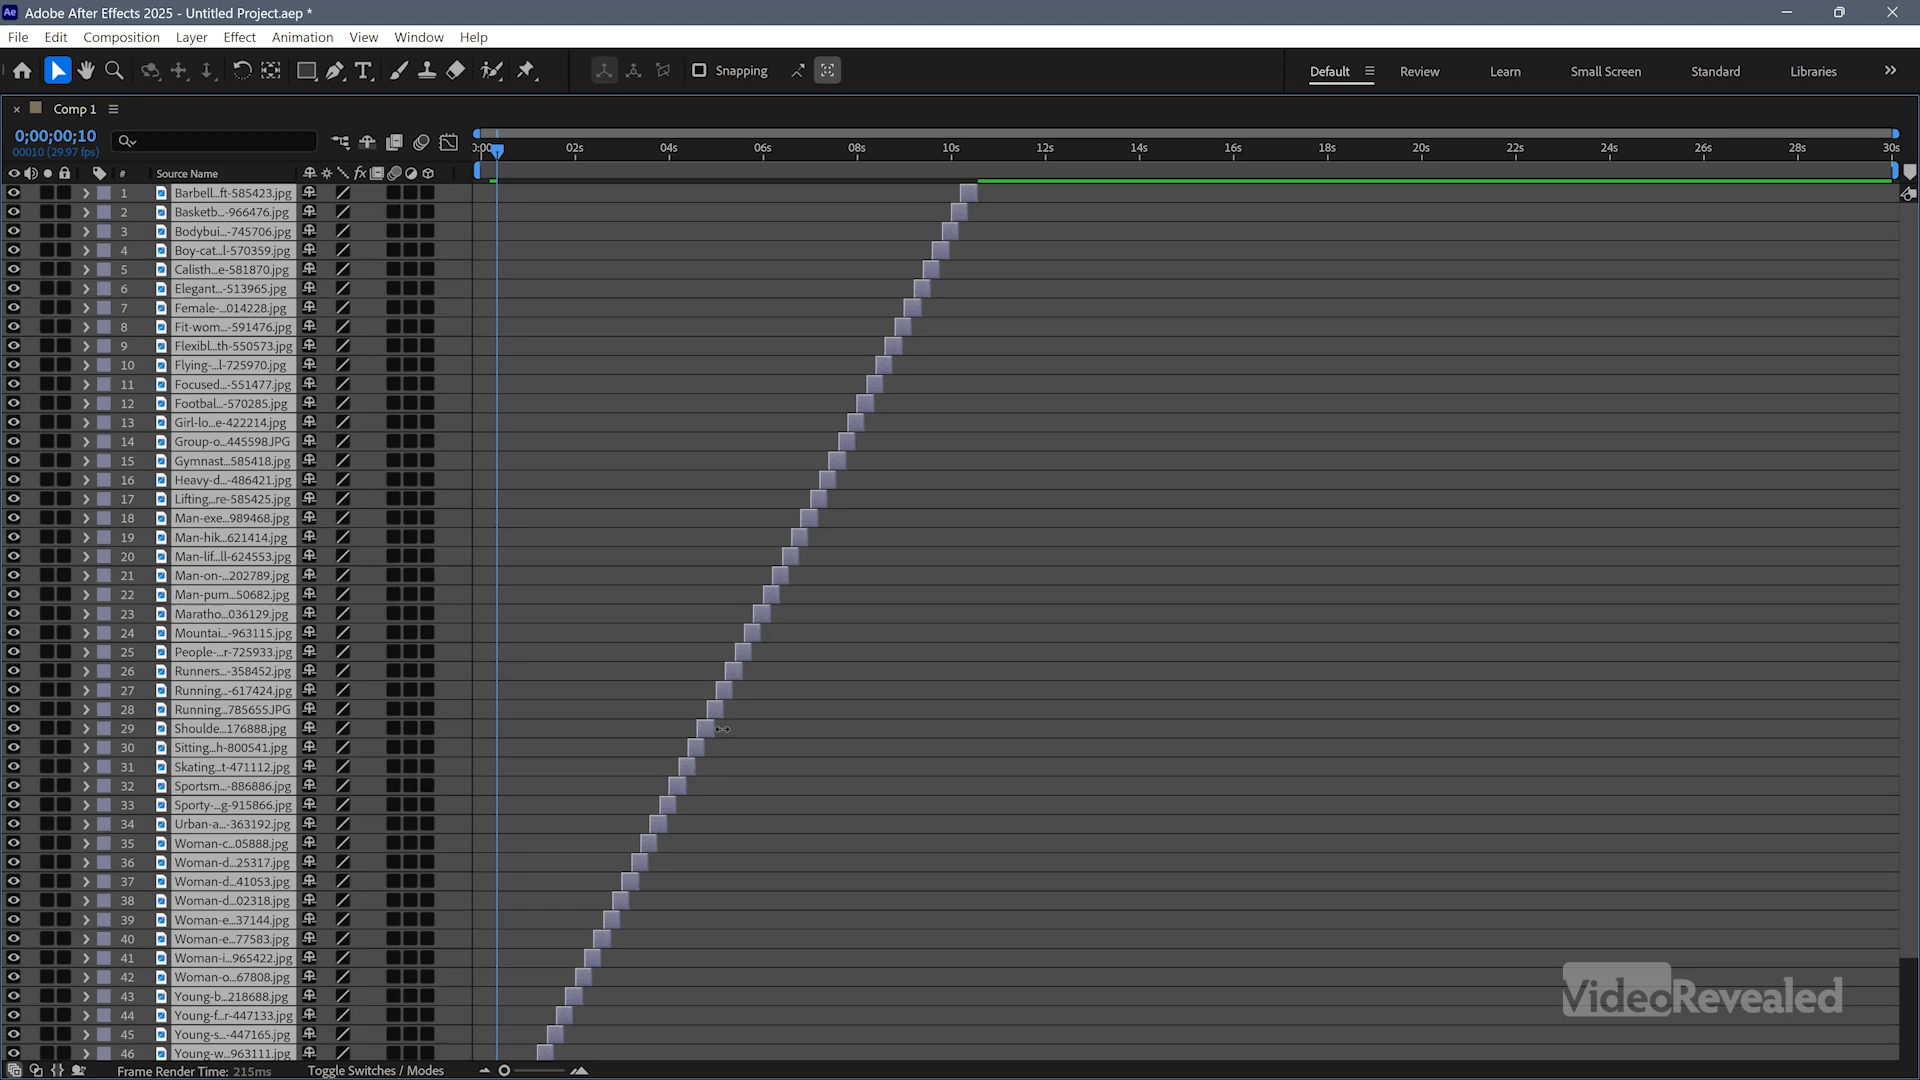 Adobe After Effects 2025 - Untitled Project.aep *
File Edit Composition Layer Effect Animation View Window Help
Snapping Default Review Learn Small Screen Standard Libraries
Comp 1
0;00;00;10
00010 (29.97 fps)
0:00 02s 04s 06s 08s 10s 12s 14s 16s 18s 20s 22s 24s 26s 28s 30s
# Source Name fx
1 Barbell...ft-585423.jpg
2 Basketb...-966476.jpg
3 Bodybui...-745706.jpg
4 Boy-cat...l-570359.jpg
5 Calisth...e-581870.jpg
6 Elegant...-513965.jpg
7 Female-...014228.jpg
8 Fit-wom...-591476.jpg
9 Flexibl...th-550573.jpg
10 Flying-...l-725970.jpg
11 Focused...-551477.jpg
12 Footbal...-570285.jpg
13 Girl-lo...e-422214.jpg
14 Group-o...445598.JPG
15 Gymnast...585418.jpg
16 Heavy-d...-486421.jpg
17 Lifting...re-585425.jpg
18 Man-exe...989468.jpg
19 Man-hik...621414.jpg
20 Man-lif...ll-624553.jpg
21 Man-on-...202789.jpg
22 Man-pum...50682.jpg
23 Maratho...036129.jpg
24 Mountai...-963115.jpg
25 People-...r-725933.jpg
26 Runners...-358452.jpg
27 Running...-617424.jpg
28 Running...785655.JPG
29 Shoulde...176888.jpg
30 Sitting...h-800541.jpg
31 Skating...t-471112.jpg
32 Sportsm...-886886.jpg
33 Sporty-...g-915866.jpg
34 Urban-a...-363192.jpg
35 Woman-c...05888.jpg
36 Woman-d...25317.jpg
37 Woman-d...41053.jpg
38 Woman-d...02318.jpg
39 Woman-e...37144.jpg
40 Woman-e...77583.jpg
41 Woman-i...965422.jpg
42 Woman-o...67808.jpg
43 Young-b...218688.jpg
44 Young-f...r-447133.jpg
45 Young-s...-447165.jpg
46 Young-w...963111.jpg
VideoRevealed
Frame Render Time: 215ms Toggle Switches / Modes